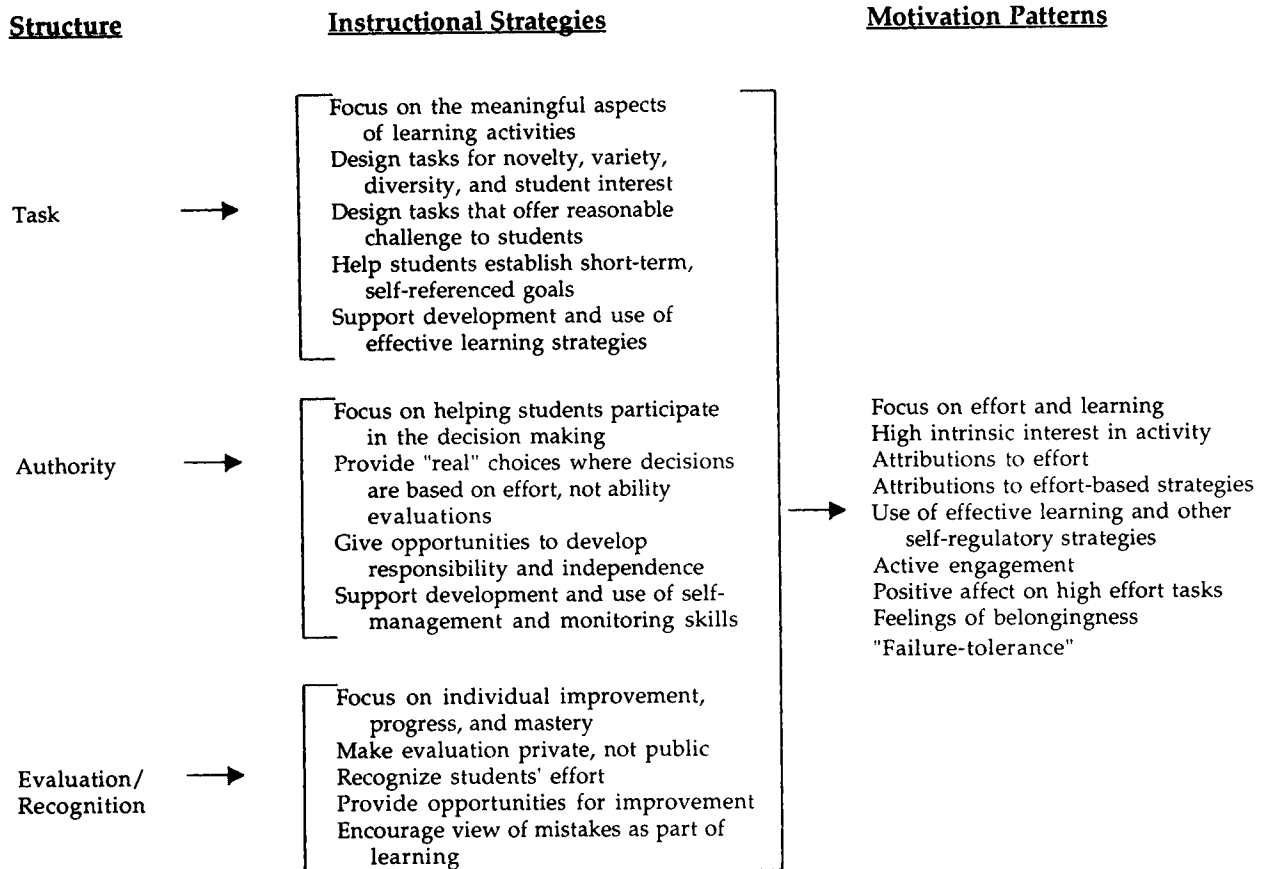 Structure
Instructional Strategies
Motivation Patterns
Task
Focus on the meaningful aspects
of learning activities
Design tasks for novelty, variety,
diversity, and student interest
Design tasks that offer reasonable
challenge to students
Help students establish short-term,
self-referenced goals
Support development and use of
effective learning strategies
Authority
Focus on helping students participate
in the decision making
Provide "real" choices where decisions
are based on effort, not ability
evaluations
Give opportunities to develop
responsibility and independence
Support development and use of self-
management and monitoring skills
Evaluation/
Recognition
Focus on individual improvement,
progress, and mastery
Make evaluation private, not public
Recognize students' effort
Provide opportunities for improvement
Encourage view of mistakes as part of
learning
Focus on effort and learning
High intrinsic interest in activity
Attributions to effort
Attributions to effort-based strategies
Use of effective learning and other
self-regulatory strategies
Active engagement
Positive affect on high effort tasks
Feelings of belongingness
"Failure-tolerance"